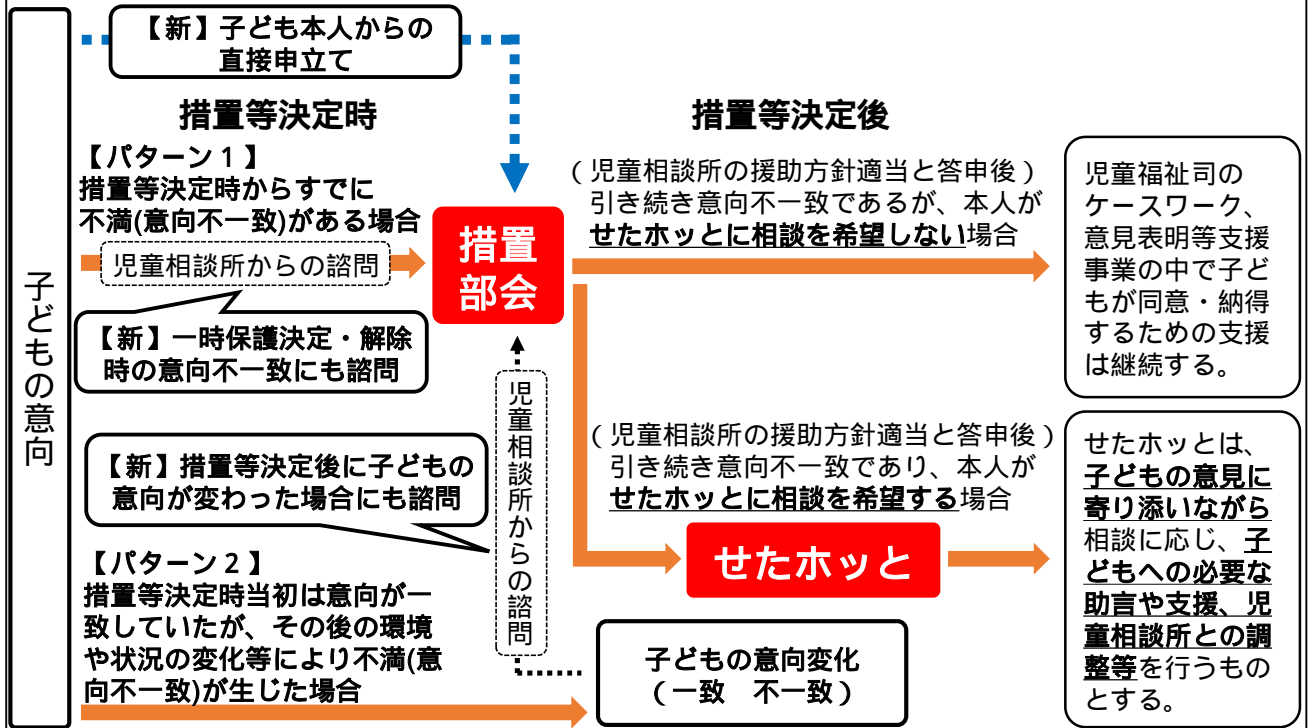 子どもの意向
【新】子ども本人からの
直接申立て
措置等決定時
【パターン１】
措置等決定時からすでに
不満(意向不一致)がある場合
児童相談所からの諮問
【新】一時保護決定・解除
時の意向不一致にも諮問
措置
部会
【新】措置等決定後に子どもの
意向が変わった場合にも諮問
児童相談所からの諮問
【パターン２】
措置等決定時当初は意向が一
致していたが、その後の環境
や状況の変化等により不満(意
向不一致)が生じた場合
子どもの意向変化
（一致　不一致）
措置等決定後
（児童相談所の援助方針適当と答申後）
引き続き意向不一致であるが、本人が
せたホッとに相談を希望しない場合
児童福祉司の
ケースワーク、
意見表明等支援
事業の中で子ど
もが同意・納得
するための支援
は継続する。
（児童相談所の援助方針適当と答申後）
引き続き意向不一致であり、本人が
せたホッとに相談を希望する場合
せたホッと
せたホッとは、
子どもの意見に
寄り添いながら
相談に応じ、子
どもへの必要な
助言や支援、児
童相談所との調
整等を行うもの
とする。